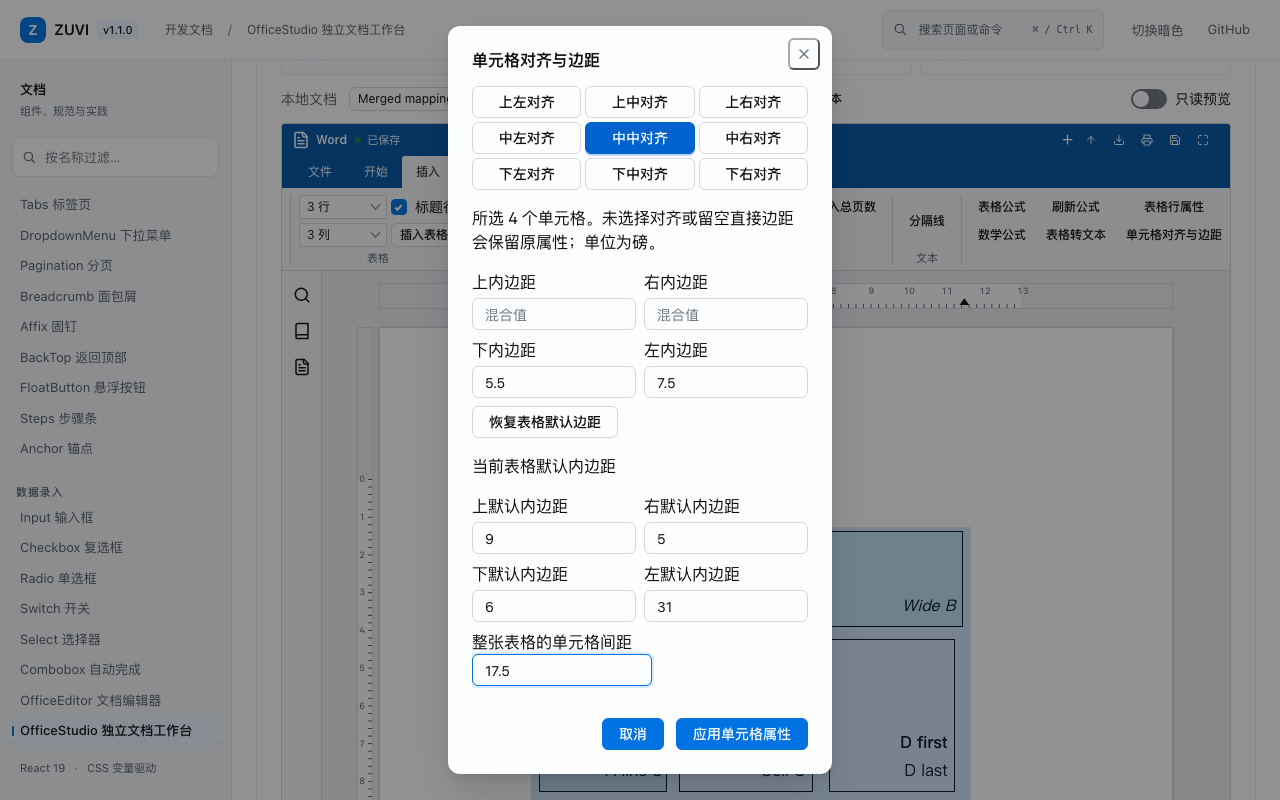 Z ZUVI v1.1.0 开发文档 / OfficeStudio 独立文档工作台
搜索页面或命令 ⌘ / Ctrl K 切换暗色 GitHub
文档
组件、规范与实践
按名称过滤...
Tabs 标签页
DropdownMenu 下拉菜单
Pagination 分页
Breadcrumb 面包屑
Affix 固钉
BackTop 返回顶部
FloatButton 悬浮按钮
Steps 步骤条
Anchor 锚点
数据录入
Input 输入框
Checkbox 复选框
Radio 单选框
Switch 开关
Select 选择器
Combobox 自动完成
OfficeEditor 文档编辑器
OfficeStudio 独立文档工作台
React 19 · CSS 变量驱动
本地文档 Merged mapping
本 只读预览
Word 已保存
文件 开始 插入
3 行 标题行
3 列 插入表格
表格
入总页数
分隔线
文本
表格公式 刷新公式 表格行属性
数学公式 表格转文本 单元格对齐与边距
8 9 10 11 12 13
0
1
2
3
4
5
6
7
8
Wide B
D first
D last
单元格对齐与边距
上左对齐 上中对齐 上右对齐
中左对齐 中中对齐 中右对齐
下左对齐 下中对齐 下右对齐
所选 4 个单元格。未选择对齐或留空直接边距
会保留原属性；单位为磅。
上内边距 右内边距
混合值 混合值
下内边距 左内边距
5.5 7.5
恢复表格默认边距
当前表格默认内边距
上默认内边距 右默认内边距
9 5
下默认内边距 左默认内边距
6 31
整张表格的单元格间距
17.5
取消 应用单元格属性